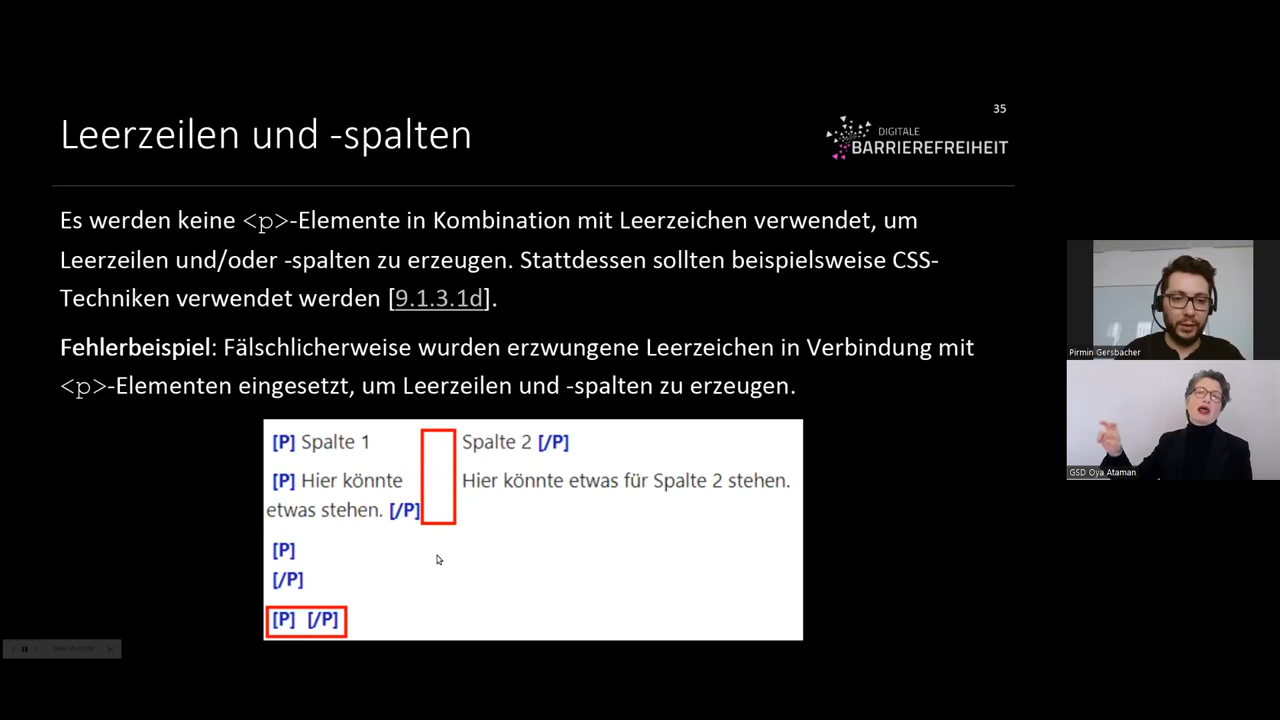 35
Leerzeilen und -spalten
DIGITALE
BARRIEREFREIHEIT
Es werden keine <p>-Elemente in Kombination mit Leerzeichen verwendet, um
Leerzeilen und/oder -spalten zu erzeugen. Stattdessen sollten beispielsweise CSS-
Techniken verwendet werden [9.1.3.1d].
Fehlerbeispiel: Fälschlicherweise wurden erzwungene Leerzeichen in Verbindung mit
<p>-Elementen eingesetzt, um Leerzeilen und -spalten zu erzeugen.
[P] Spalte 1 Spalte 2 [/P]
[P] Hier könnte Hier könnte etwas für Spalte 2 stehen.
etwas stehen. [/P]
[P]
[/P]
[P] [/P]
Pirmin Gersbacher
GSD Oya Ataman